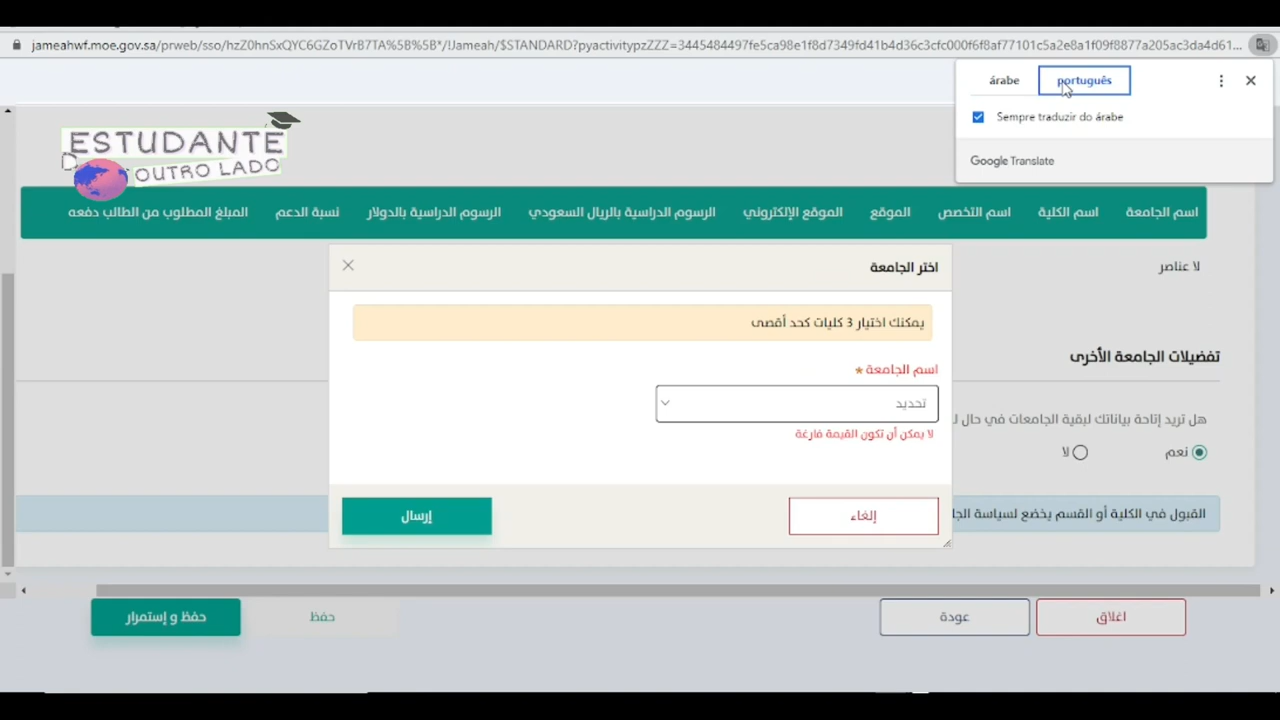 jameahwf.moe.gov.sa/prweb/sso/hzZ0hnSxQYC6GZoTVrB7TA%5B%5B*/!Jameah/$STANDARD?pyactivitypzZZZ=3445484497fe5ca98e1f8d7349fd41b4d36c3cfc000f6f8af77101c5a2e8a1f09f8877a205ac3da4d61...
árabe português
Sempre traduzir do árabe
Google Translate
ESTUDANTE
DO OUTRO LADO
اسم الجامعة اسم الكلية اسم التخصص الموقع الموقع الإلكتروني الرسوم الدراسية بالريال السعودي الرسوم الدراسية بالدولار نسبة الدعم المبلغ المطلوب من الطالب دفعه
لا عناصر
اختر الجامعة
يمكنك اختيار 3 كليات كحد أقصى
اسم الجامعة *
تحديد
لا يمكن أن تكون القيمة فارغة
إلغاء إرسال
تفضيلات الجامعة الأخرى
هل تريد إتاحة بياناتك لبقية الجامعات في حال
نعم لا
القبول في الكلية أو القسم يخضع لسياسة
اغلاق عودة حفظ حفظ و إستمرار